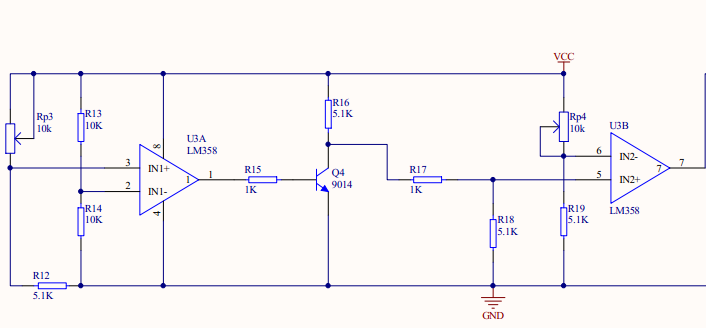 VCC
Rp3
10k
R13
10K
U3A
LM358
8
3
IN1+
2
IN1-
1
1
4
R14
10K
R12
5.1K
R15
1K
R16
5.1K
Q4
9014
R17
1K
R18
5.1K
GND
Rp4
10k
R19
5.1K
U3B
6
IN2-
5
IN2+
7
7
LM358